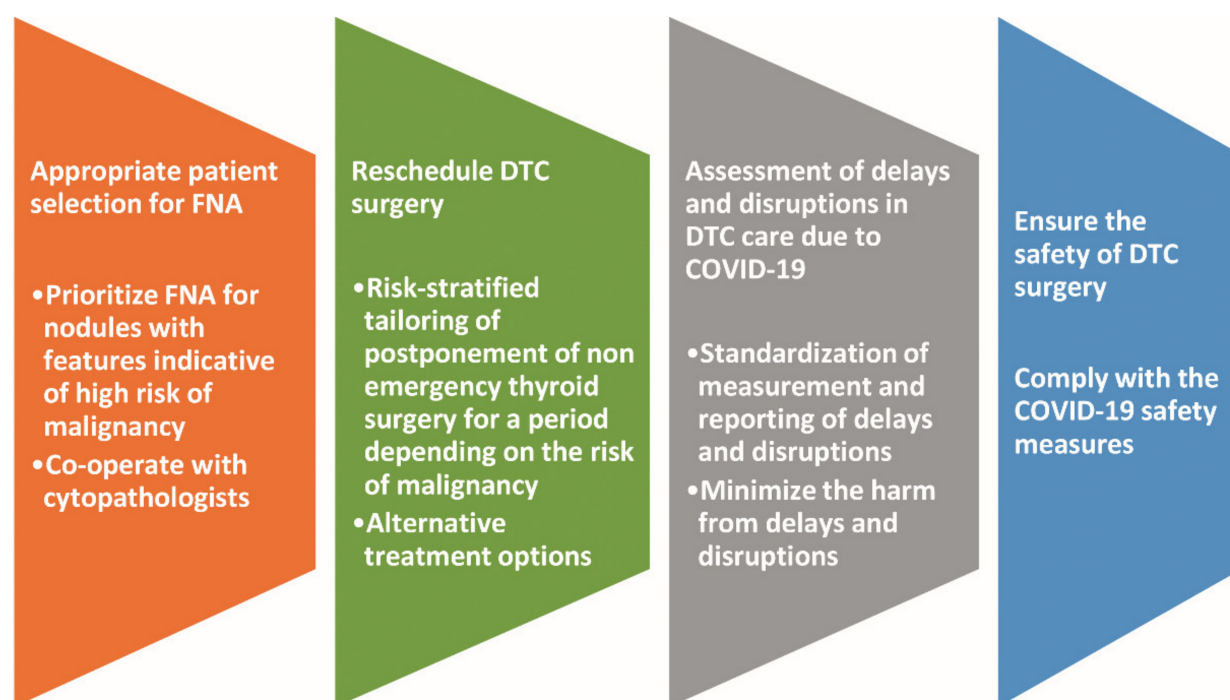 Appropriate patient
selection for FNA
•Prioritize FNA for
nodules with
features indicative
of high risk of
malignancy
•Co-operate with
cytopathologists
Reschedule DTC
surgery
•Risk-stratified
tailoring of
postponement of non
emergency thyroid
surgery for a period
depending on the risk
of malignancy
•Alternative
treatment options
Assessment of delays
and disruptions in
DTC care due to
COVID-19
•Standardization of
measurement and
reporting of delays
and disruptions
•Minimize the harm
from delays and
disruptions
Ensure the
safety of DTC
surgery
Comply with the
COVID-19 safety
measures